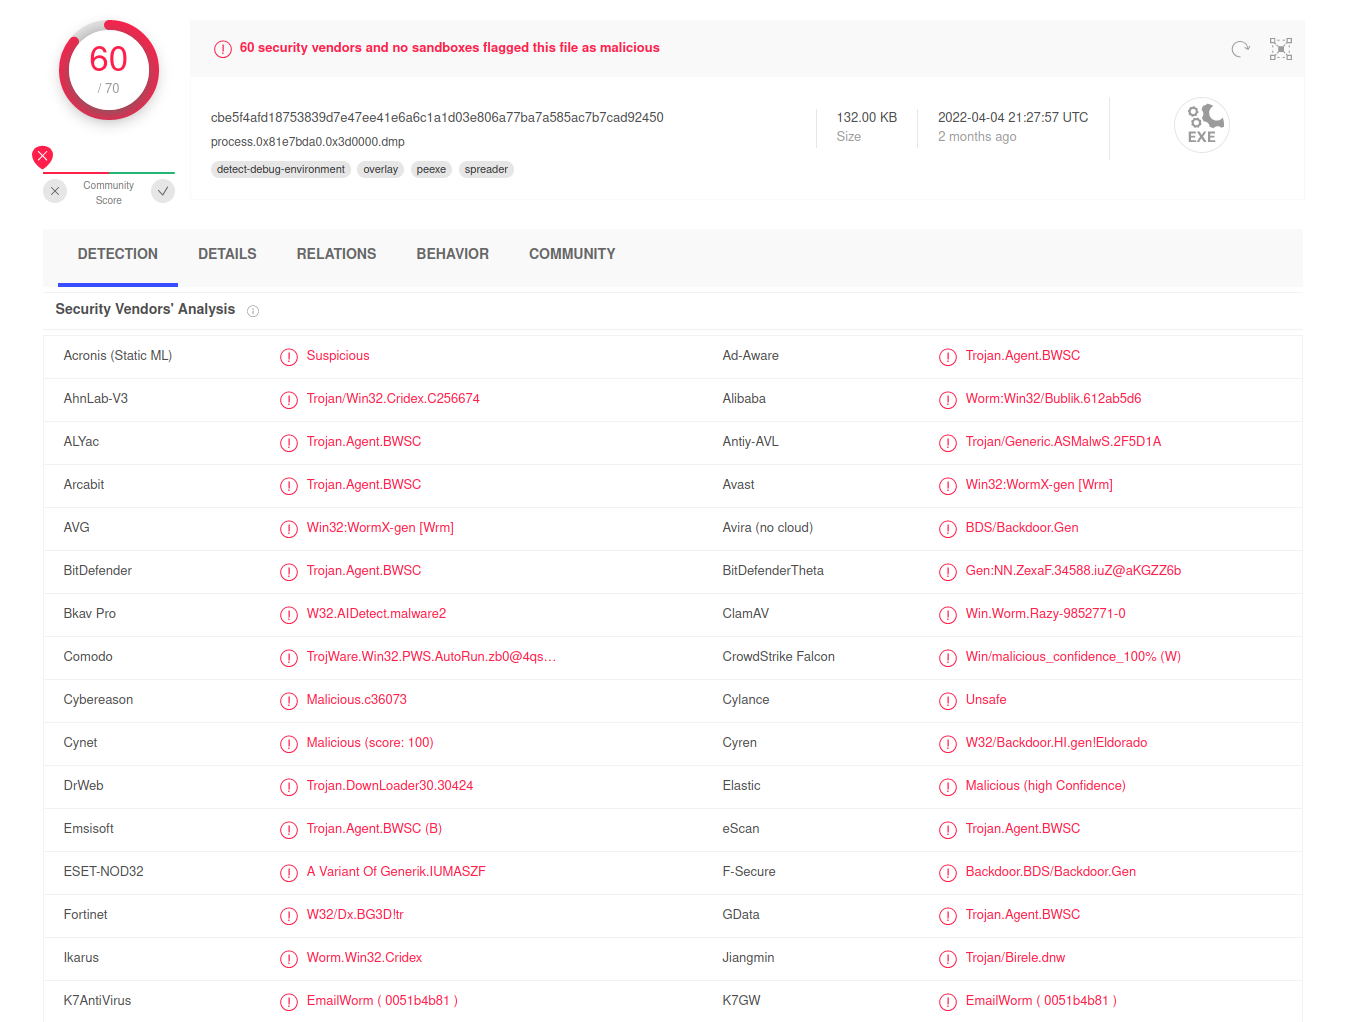 60
/ 70
Community
Score
60 security vendors and no sandboxes flagged this file as malicious
cbe5f4afd18753839d7e47ee41e6a6c1a1d03e806a77ba7a585ac7b7cad92450
process.0x81e7bda0.0x3d0000.dmp
detect-debug-environment overlay peexe spreader
132.00 KB
Size
2022-04-04 21:27:57 UTC
2 months ago
EXE
DETECTION DETAILS RELATIONS BEHAVIOR COMMUNITY
Security Vendors' Analysis
Acronis (Static ML) Suspicious Ad-Aware Trojan.Agent.BWSC
AhnLab-V3 Trojan/Win32.Cridex.C256674 Alibaba Worm:Win32/Bublik.612ab5d6
ALYac Trojan.Agent.BWSC Antiy-AVL Trojan/Generic.ASMalwS.2F5D1A
Arcabit Trojan.Agent.BWSC Avast Win32:WormX-gen [Wrm]
AVG Win32:WormX-gen [Wrm] Avira (no cloud) BDS/Backdoor.Gen
BitDefender Trojan.Agent.BWSC BitDefenderTheta Gen:NN.ZexaF.34588.iuZ@aKGZZ6b
Bkav Pro W32.AIDetect.malware2 ClamAV Win.Worm.Razy-9852771-0
Comodo TrojWare.Win32.PWS.AutoRun.zb0@4qs... CrowdStrike Falcon Win/malicious_confidence_100% (W)
Cybereason Malicious.c36073 Cylance Unsafe
Cynet Malicious (score: 100) Cyren W32/Backdoor.HI.gen!Eldorado
DrWeb Trojan.DownLoader30.30424 Elastic Malicious (high Confidence)
Emsisoft Trojan.Agent.BWSC (B) eScan Trojan.Agent.BWSC
ESET-NOD32 A Variant Of Generik.IUMASZF F-Secure Backdoor.BDS/Backdoor.Gen
Fortinet W32/Dx.BG3D!tr GData Trojan.Agent.BWSC
Ikarus Worm.Win32.Cridex Jiangmin Trojan/Birele.dnw
K7AntiVirus EmailWorm ( 0051b4b81 ) K7GW EmailWorm ( 0051b4b81 )